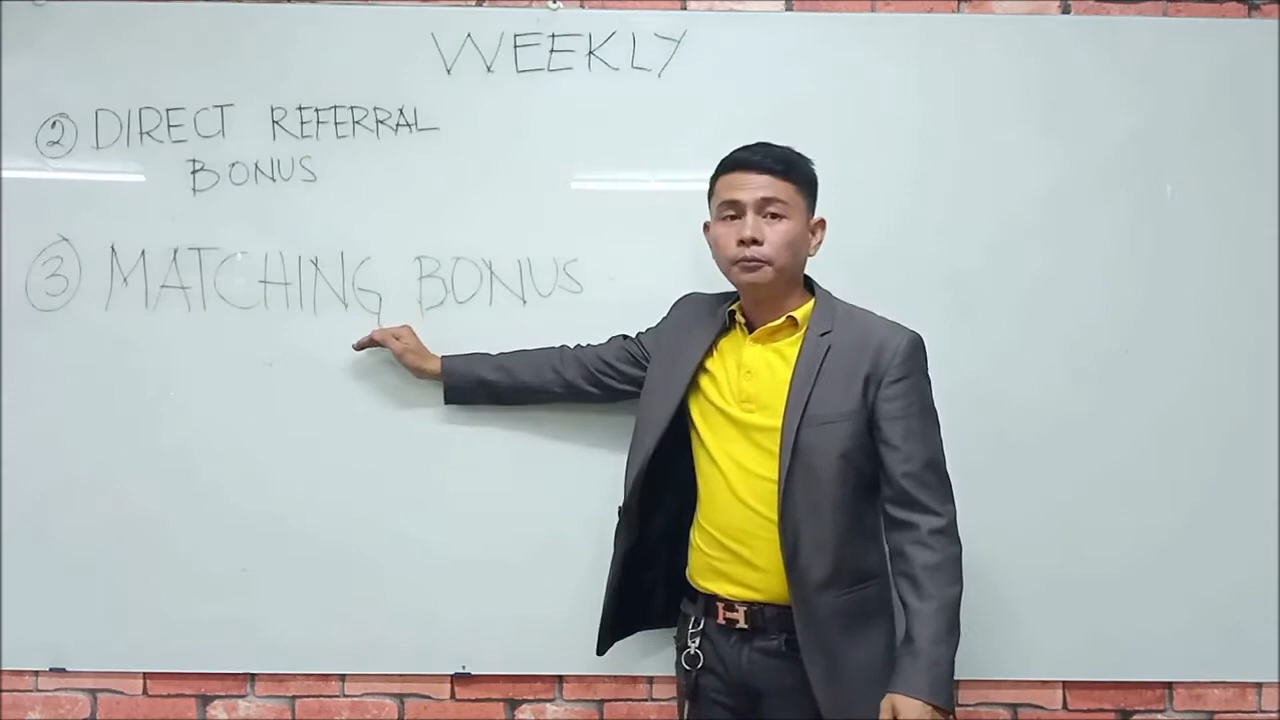 WEEKLY
② DIRECT REFERRAL
BONUS
③ MATCHING BONUS